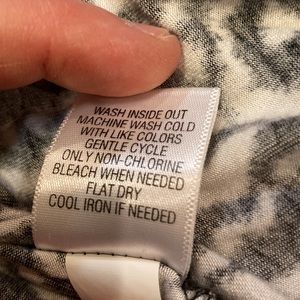 WASH INSIDE OUT
MACHINE WASH COLD
WITH LIKE COLORS
GENTLE CYCLE
ONLY NON-CHLORINE
BLEACH WHEN NEEDED
FLAT DRY
COOL IRON IF NEEDED